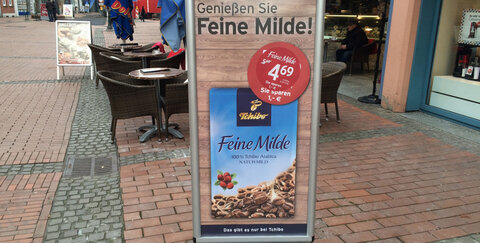 Genießen Sie
Feine Milde!
Feine Milde
4 69
Sie sparen
1,- €
Tchibo
Feine Milde
100% Tchibo Arabica
NATURMILD
Das gibt es nur bei Tchibo